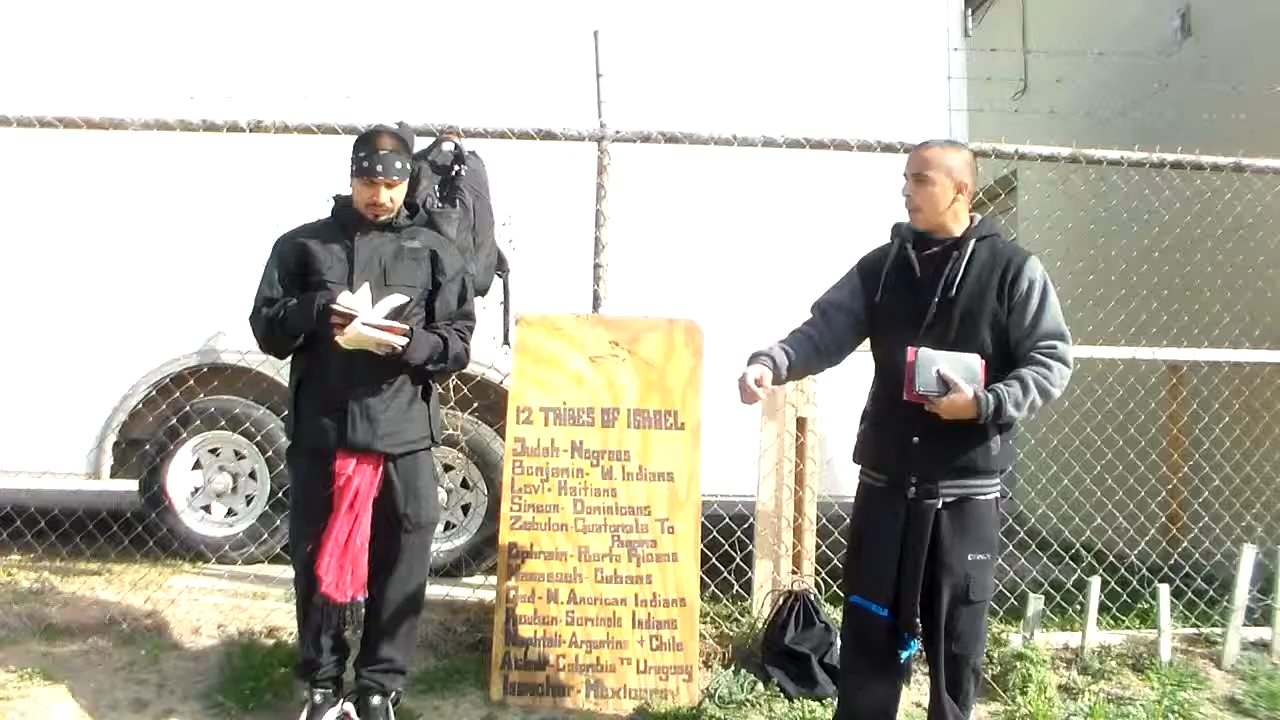 12 TRIBES OF ISRAEL
Judah-Negroes
Benjamin- W. Indians
Levi- Haitians
Simeon- Dominicans
Zebulon-Guatemala To
Panama
Ephraim-Puerto Ricans
Manasseh-Cubans
Gad-N. American Indians
Reuben-Seminole Indians
Naphtali-Argentina + Chile
Asher-Colombia To Uruguay
Issachar-Mexicans